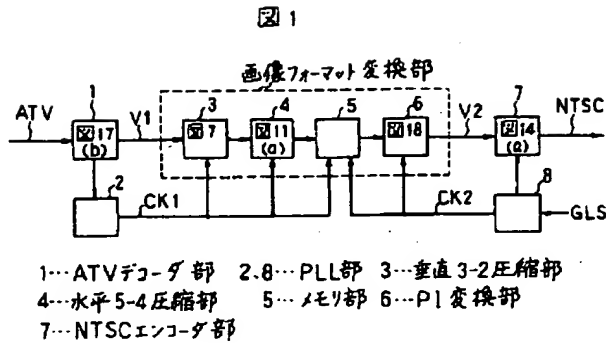 図1
画像フォーマット変換部
1 3 4 5 6 7
ATV 図17 (b) V1 図7 図11 (a) 図18 V2 図14 (a) NTSC
2 CK1 CK2 8 GLS
1…ATVデコーダ部 2、8…PLL部 3…垂直3-2圧縮部
4…水平5-4圧縮部 5…メモリ部 6…PI変換部
7…NTSCエンコーダ部